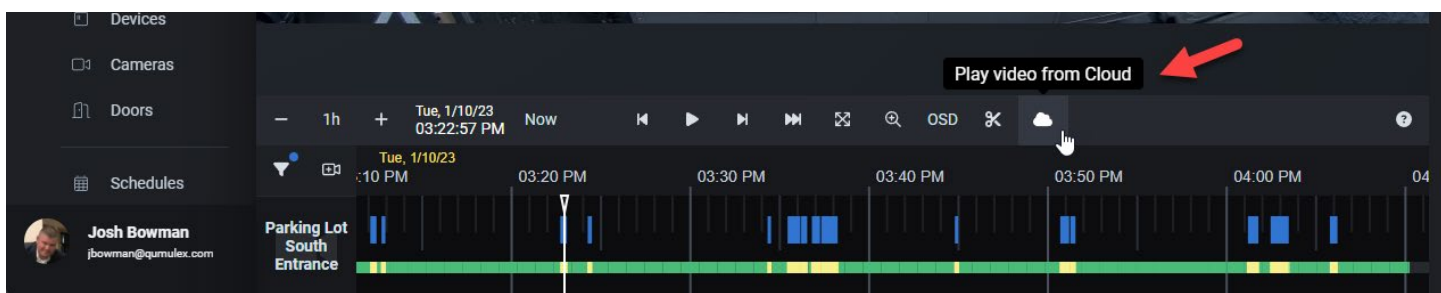 Devices
Cameras
Doors
Schedules
Josh Bowman
jbowman@qumulex.com
Play video from Cloud
1h
Tue, 1/10/23
03:22:57 PM
Now
OSD
Tue, 1/10/23
:10 PM
03:20 PM
03:30 PM
03:40 PM
03:50 PM
04:00 PM
04
Parking Lot
South
Entrance